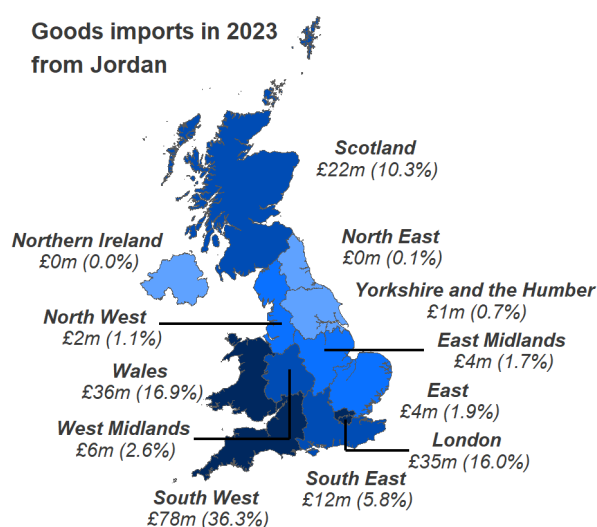 Goods imports in 2023
from Jordan
Scotland
£22m (10.3%)
Northern Ireland
£0m (0.0%)
North East
£0m (0.1%)
Yorkshire and the Humber
£1m (0.7%)
North West
£2m (1.1%)
East Midlands
£4m (1.7%)
Wales
£36m (16.9%)
East
£4m (1.9%)
West Midlands
£6m (2.6%)
London
£35m (16.0%)
South East
£12m (5.8%)
South West
£78m (36.3%)